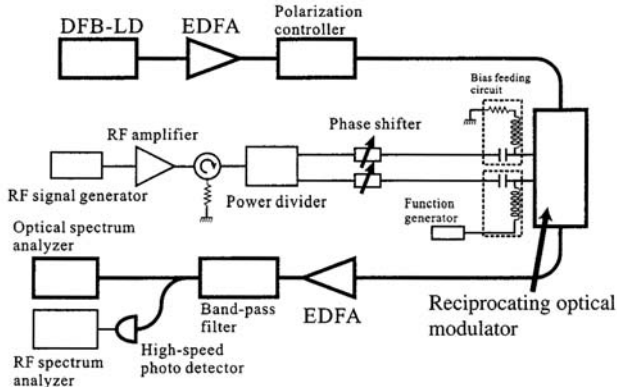 DFB-LD
EDFA
Polarization
controller
Bias feeding
circuit
RF amplifier
Phase shifter
RF signal generator
Power divider
Function
generator
Optical spectrum
analyzer
Band-pass
filter
EDFA
Reciprocating optical
modulator
RF spectrum
analyzer
High-speed
photo detector